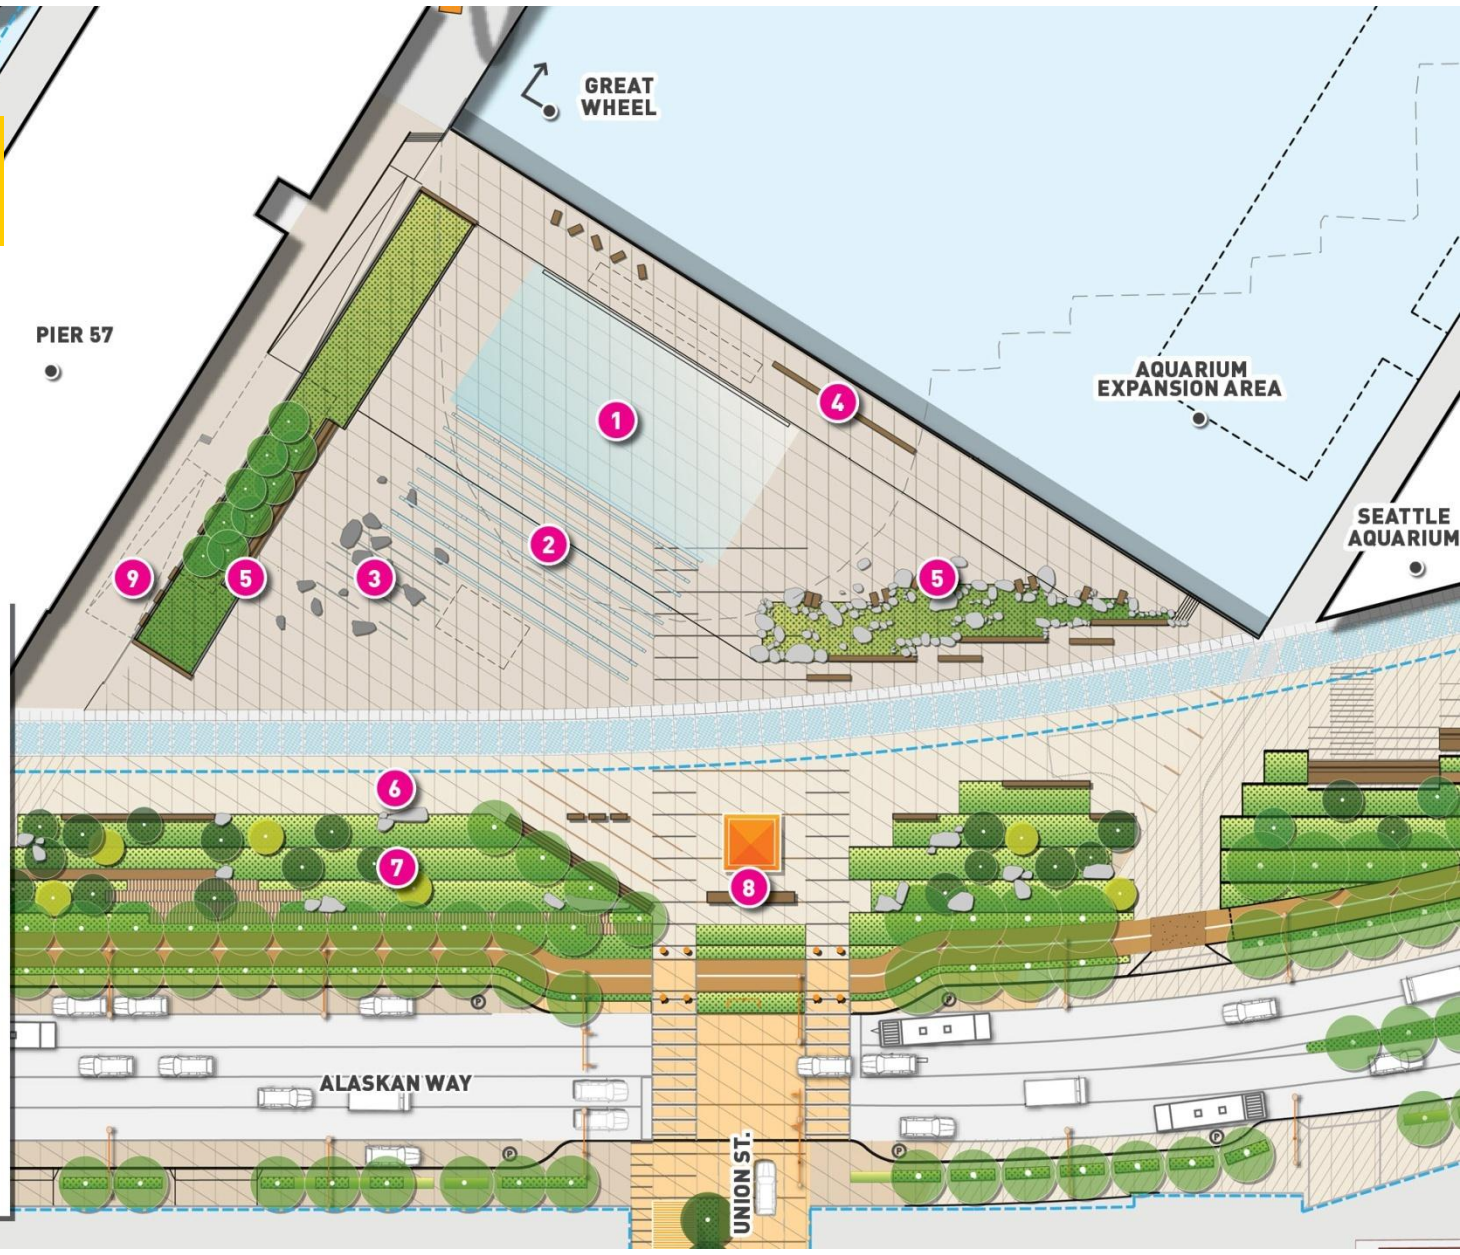 GREAT
WHEEL
PIER 57
1
AQUARIUM
EXPANSION AREA
4
SEATTLE
AQUARIUM
2
9
5
3
5
6
7
8
P
P
ALASKAN WAY
P
P
P
UNION ST.